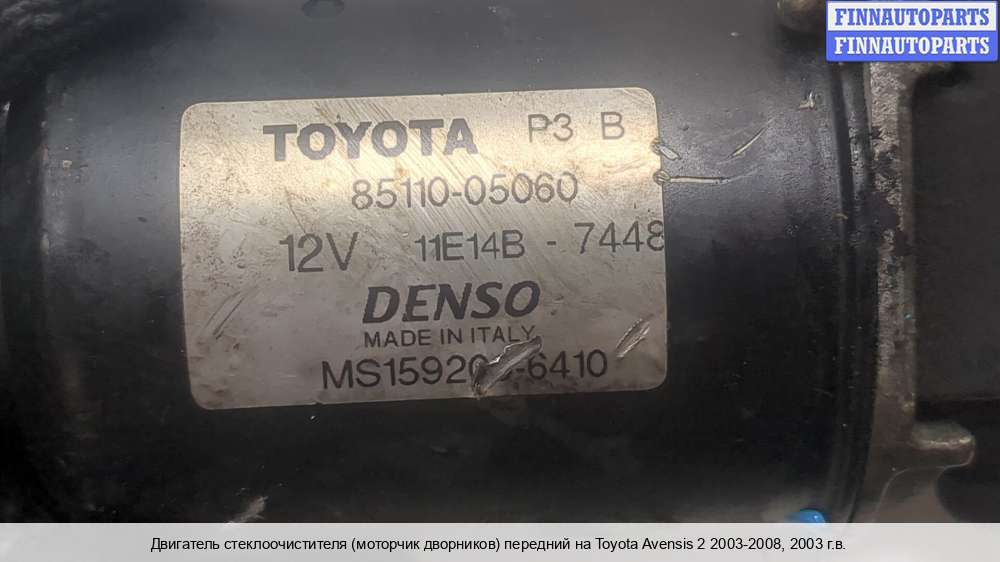 FINNAUTOPARTS
FINNAUTOPARTS
TOYOTA P3 B
85110-05060
12V 11E14B - 7448
DENSO
MADE IN ITALY
Двигатель стеклоочистителя (моторчик дворников) передний на Toyota Avensis 2 2003-2008, 2003 г.в.